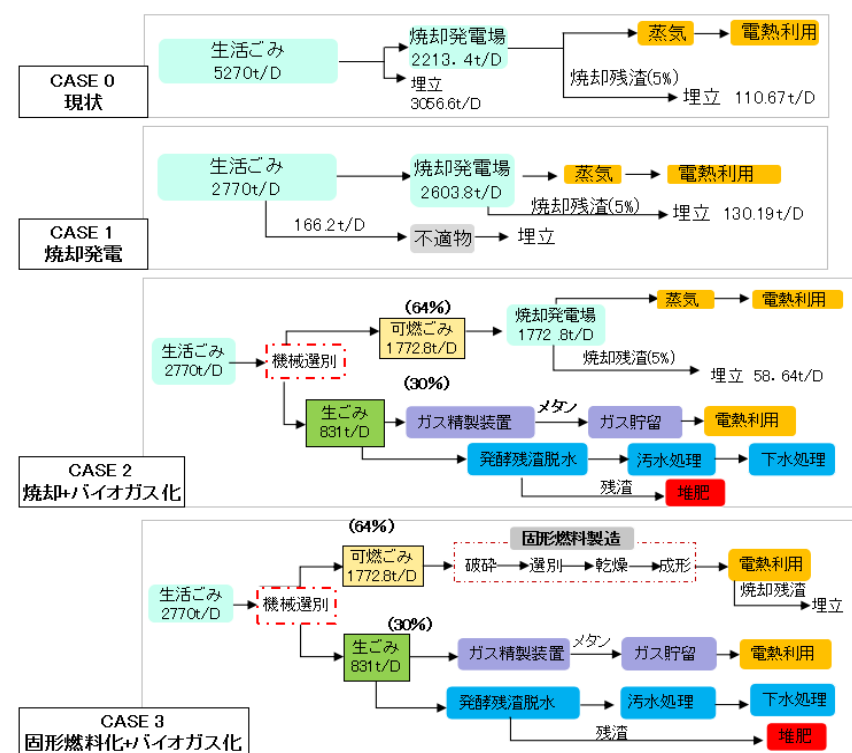 CASE 0
現状
生活ごみ
5270t/D
焼却発電場
2213. 4t/D
埋立
3056.6t/D
蒸気
電熱利用
焼却残渣(5%)
埋立 110.67t/D
CASE 1
焼却発電
生活ごみ
2770t/D
166.2t/D
焼却発電場
2603.8t/D
不適物
埋立
蒸気
電熱利用
焼却残渣(5%)
埋立 130.19t/D
CASE 2
焼却+バイオガス化
生活ごみ
2770t/D
機械選別
(64%)
可燃ごみ
1772.8t/D
焼却発電場
1772 .8t/D
蒸気
電熱利用
焼却残渣(5%)
埋立 58. 64t/D
(30%)
生ごみ
831t/D
ガス精製装置
メタン
ガス貯留
電熱利用
発酵残渣脱水
汚水処理
下水処理
残渣
堆肥
CASE 3
固形燃料化+バイオガス化
生活ごみ
2770t/D
機械選別
(64%)
可燃ごみ
1772.8t/D
固形燃料製造
破砕
選別
乾燥
成形
電熱利用
焼却残渣
埋立
(30%)
生ごみ
831t/D
ガス精製装置
メタン
ガス貯留
電熱利用
発酵残渣脱水
汚水処理
下水処理
残渣
堆肥